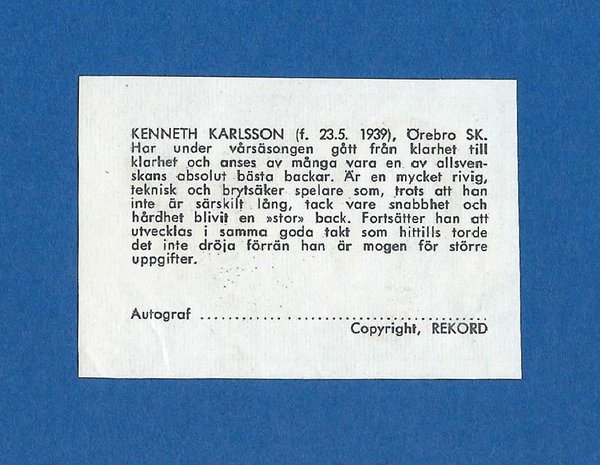 KENNETH KARLSSON (f. 23.5. 1939), Örebro SK.
Har under vårsäsongen gått från klarhet till
klarhet och anses av många vara en av allsven-
skans absolut bästa backar. Är en mycket rivig,
teknisk och brytsäker spelare som, trots att han
inte är särskilt lång, tack vare snabbhet och
hårdhet blivit en »stor» back. Fortsätter han att
utvecklas i samma goda takt som hittills torde
det inte dröja förrän han är mogen för större
uppgifter.
Autograf ........................................
Copyright, REKORD